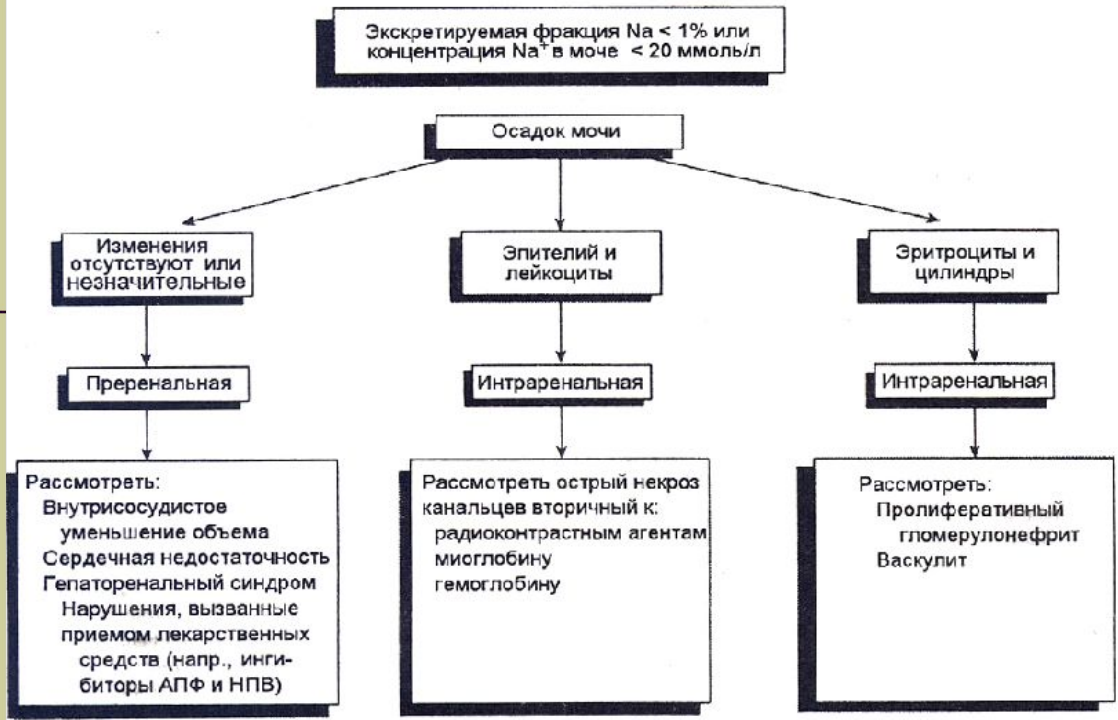 Экскретируемая фракция Na < 1% или
концентрация Na⁺ в моче < 20 ммоль/л
Осадок мочи
Изменения
отсутствуют или
незначительные
Эпителий и
лейкоциты
Эритроциты и
цилиндры
Преренальная
Интраренальная
Интраренальная
Рассмотреть:
Внутрисосудистое
уменьшение объема
Сердечная недостаточность
Гепаторенальный синдром
Нарушения, вызванные
приемом лекарственных
средств (напр., инги-
биторы АПФ и НПВ)
Рассмотреть острый некроз
канальцев вторичный к:
радиоконтрастным агентам
миоглобину
гемоглобину
Рассмотреть:
Пролиферативный
гломерулонефрит
Васкулит